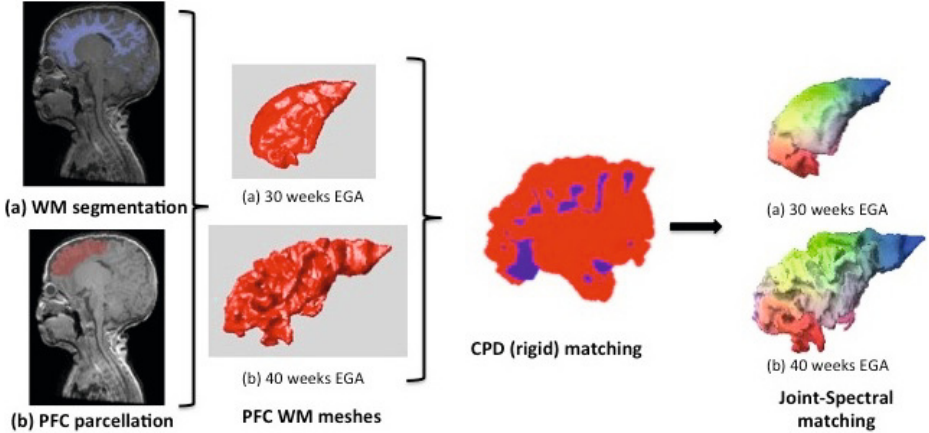 (a) WM segmentation
(b) PFC parcellation
(a) 30 weeks EGA
(b) 40 weeks EGA
PFC WM meshes
CPD (rigid) matching
(a) 30 weeks EGA
(b) 40 weeks EGA
Joint-Spectral
matching